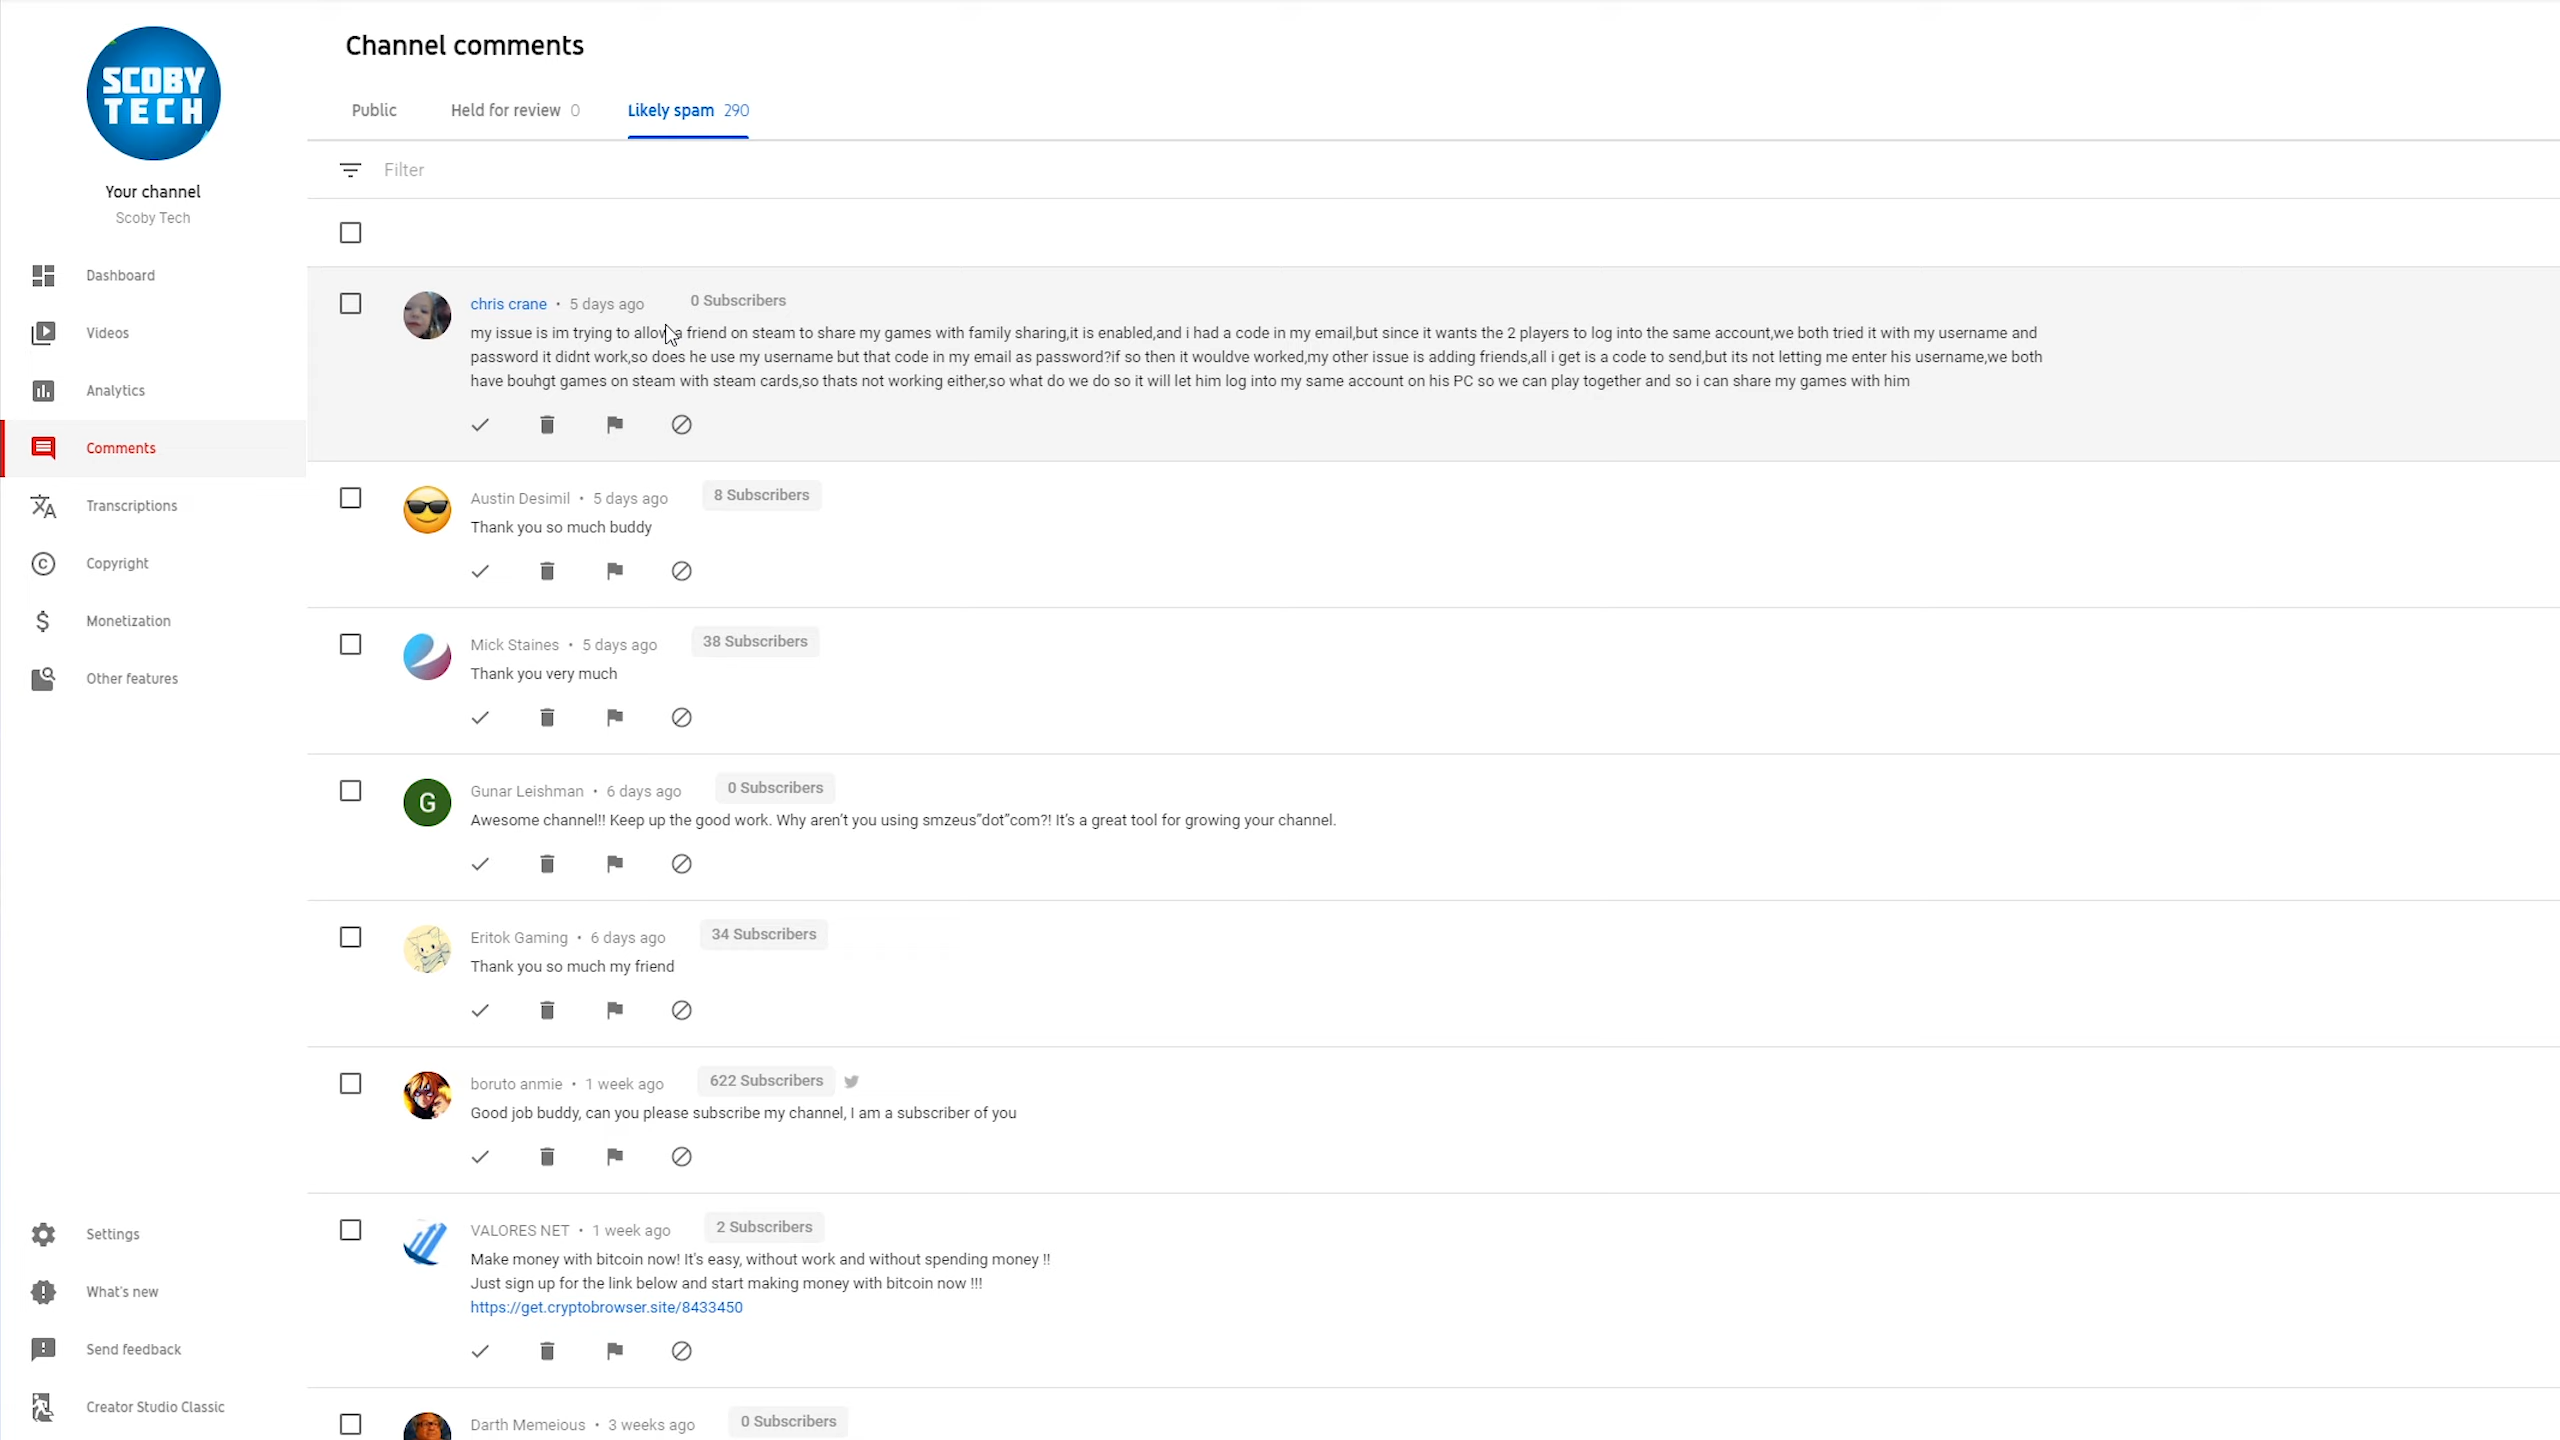 SCOBY
TECH
Your channel
Scoby Tech
Dashboard
Videos
Analytics
Comments
Transcriptions
Copyright
Monetization
Other features
Settings
What's new
Send feedback
Creator Studio Classic
Channel comments
Public
Held for review 0
Likely spam 290
Filter
chris crane • 5 days ago 0 Subscribers
my issue is im trying to allow a friend on steam to share my games with family sharing,it is enabled,and i had a code in my email,but since it wants the 2 players to log into the same account,we both tried it with my username and
password it didnt work,so does he use my username but that code in my email as password?if so then it wouldve worked,my other issue is adding friends,all i get is a code to send,but its not letting me enter his username,we both
have bouhgt games on steam with steam cards,so thats not working either,so what do we do so it will let him log into my same account on his PC so we can play together and so i can share my games with him
Austin Desimil • 5 days ago 8 Subscribers
Thank you so much buddy
Mick Staines • 5 days ago 38 Subscribers
Thank you very much
G
Gunar Leishman • 6 days ago 0 Subscribers
Awesome channel!! Keep up the good work. Why aren't you using smzeus"dot"com?! It's a great tool for growing your channel.
Eritok Gaming • 6 days ago 34 Subscribers
Thank you so much my friend
boruto anmie • 1 week ago 622 Subscribers
Good job buddy, can you please subscribe my channel, I am a subscriber of you
VALORES NET • 1 week ago 2 Subscribers
Make money with bitcoin now! It's easy, without work and without spending money !!
Just sign up for the link below and start making money with bitcoin now !!!
https://get.cryptobrowser.site/8433450
Darth Memeious • 3 weeks ago 0 Subscribers